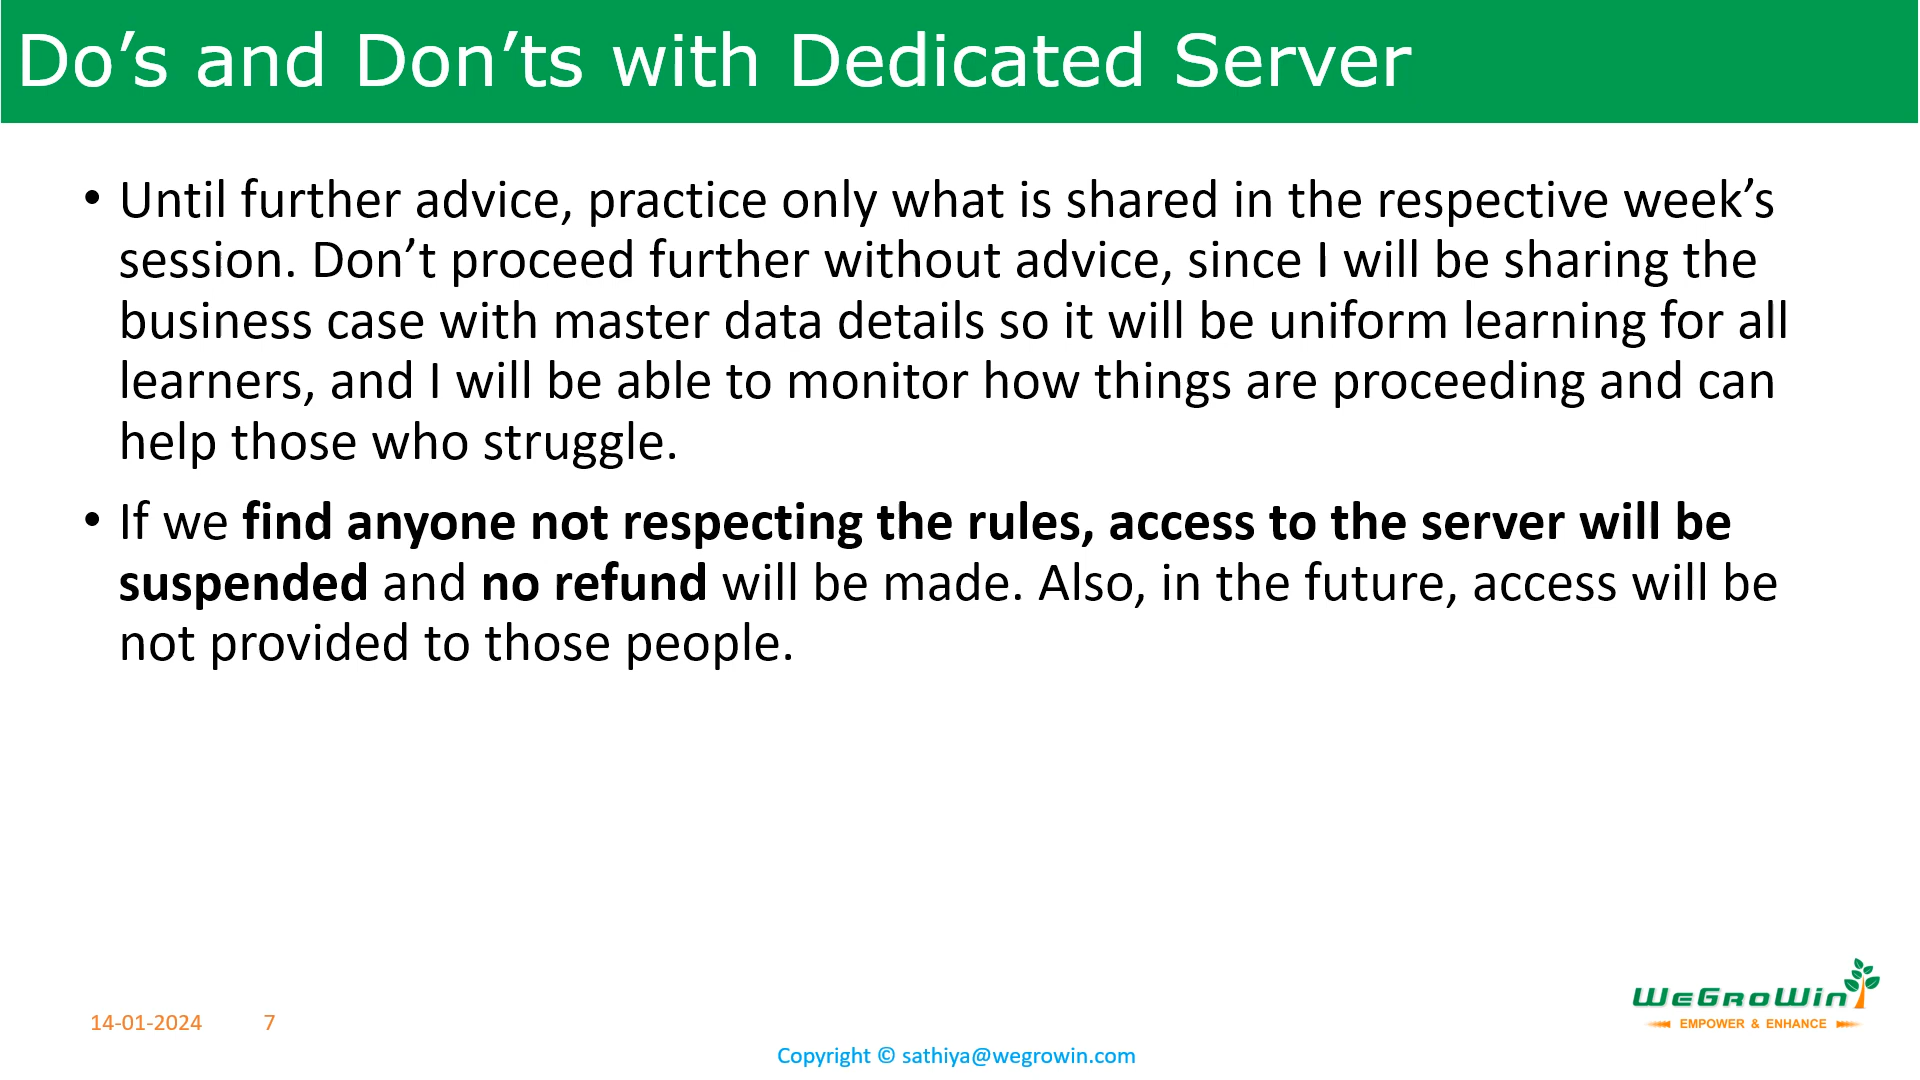 Do’s and Don’ts with Dedicated Server
• Until further advice, practice only what is shared in the respective week’s
session. Don’t proceed further without advice, since I will be sharing the
business case with master data details so it will be uniform learning for all
learners, and I will be able to monitor how things are proceeding and can
help those who struggle.
• If we find anyone not respecting the rules, access to the server will be
suspended and no refund will be made. Also, in the future, access will be
not provided to those people.
WeGroWin
EMPOWER & ENHANCE
14-01-2024 7
Copyright © sathiya@wegrowin.com